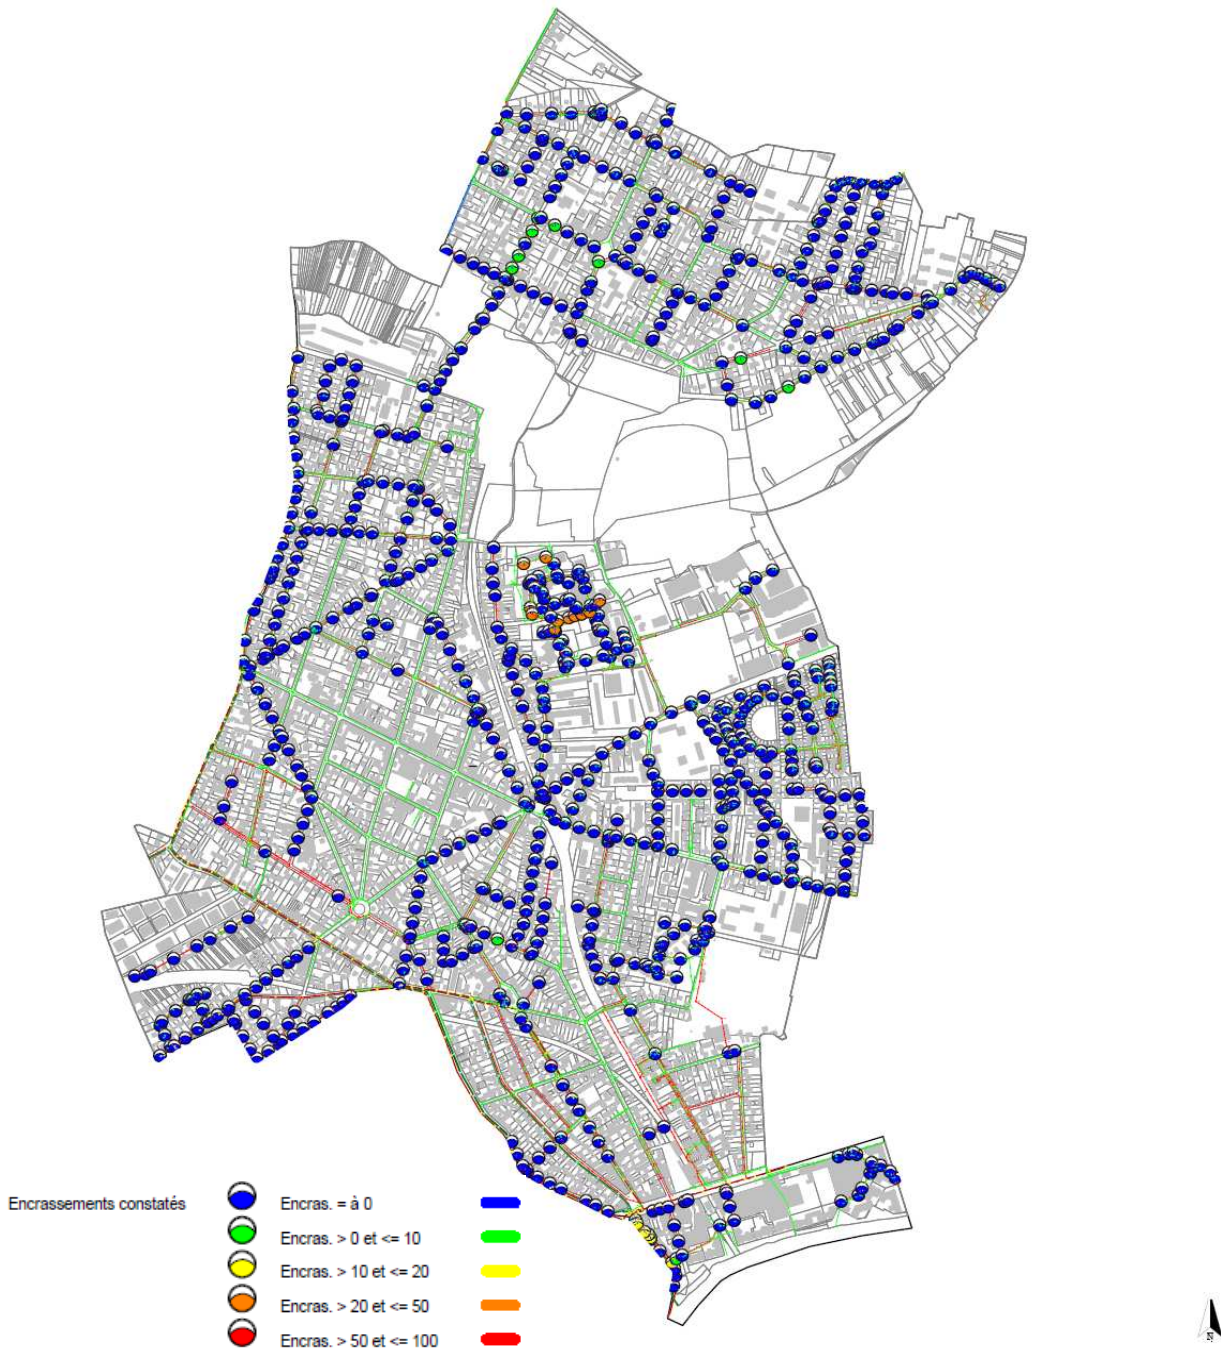 Encrassements constatés
Encras. = à 0
Encras. > 0 et <= 10
Encras. > 10 et <= 20
Encras. > 20 et <= 50
Encras. > 50 et <= 100